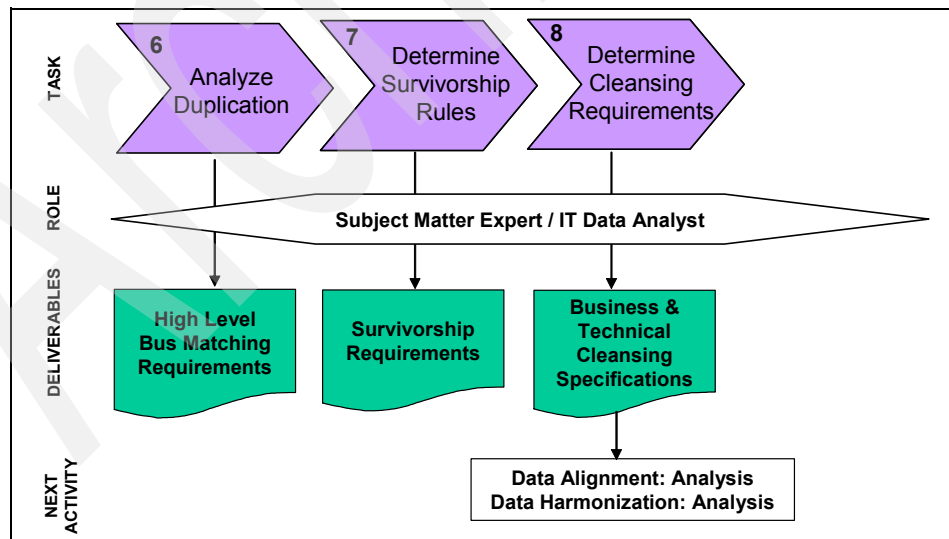 TASK
6
Analyze
Duplication
7
Determine
Survivorship
Rules
8
Determine
Cleansing
Requirements
ROLE
Subject Matter Expert / IT Data Analyst
DELIVERABLES
High Level
Bus Matching
Requirements
Survivorship
Requirements
Business &
Technical
Cleansing
Specifications
NEXT
ACTIVITY
Data Alignment: Analysis
Data Harmonization: Analysis